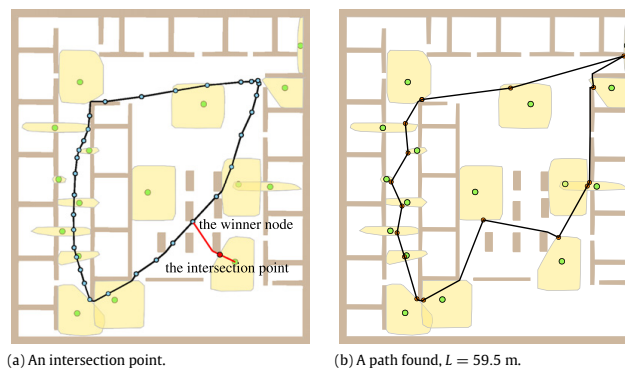 the winner node
the intersection point
(a) An intersection point.
(b) A path found, L = 59.5 m.